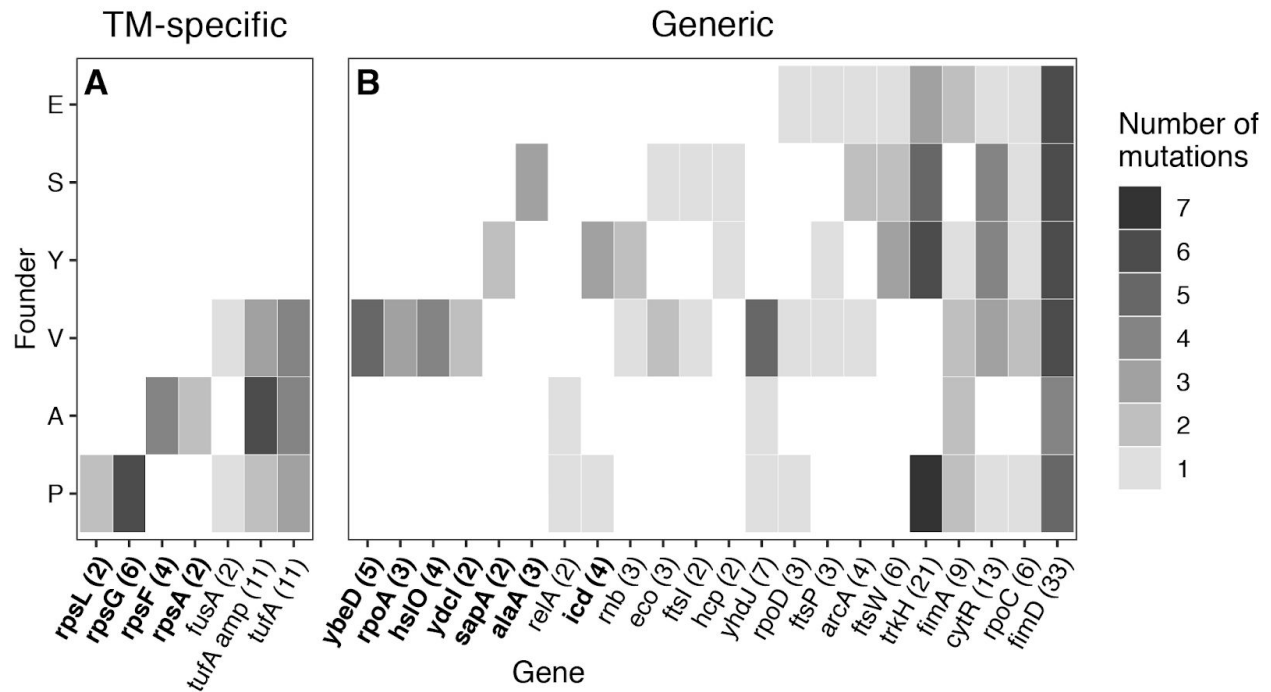 TM-specific
Generic
A
B
Founder
E
S
Y
V
A
P
rpsL (2)
rpsG (6)
rpsF (4)
rpsA (2)
fusA (2)
tufA amp (11)
tufA (11)
ybeD (5)
rpoA (3)
hslO (4)
ydcI (2)
sapA (2)
alaA (3)
relA (2)
icd (4)
rnb (3)
eco (3)
ftsI (2)
hcp (2)
yhdJ (7)
rpoD (3)
ftsP (3)
arcA (4)
ftsW (6)
trkH (21)
fimA (9)
cytR (13)
rpoC (6)
fimD (33)
Gene
Number of
mutations
7
6
5
4
3
2
1